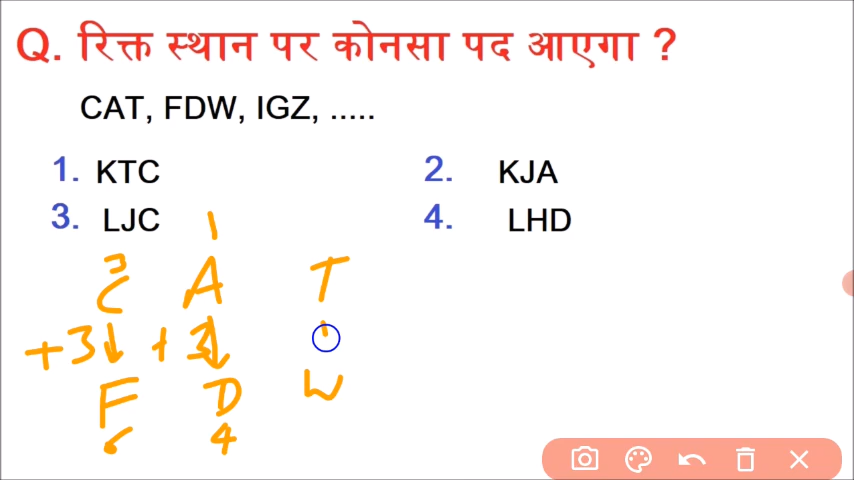 Q. रिक्त स्थान पर कोनसा पद आएगा ?
CAT, FDW, IGZ, .....
1. KTC 2. KJA
3. LJC 4. LHD
3 1
C A T
+3 +3
F D W
6 4